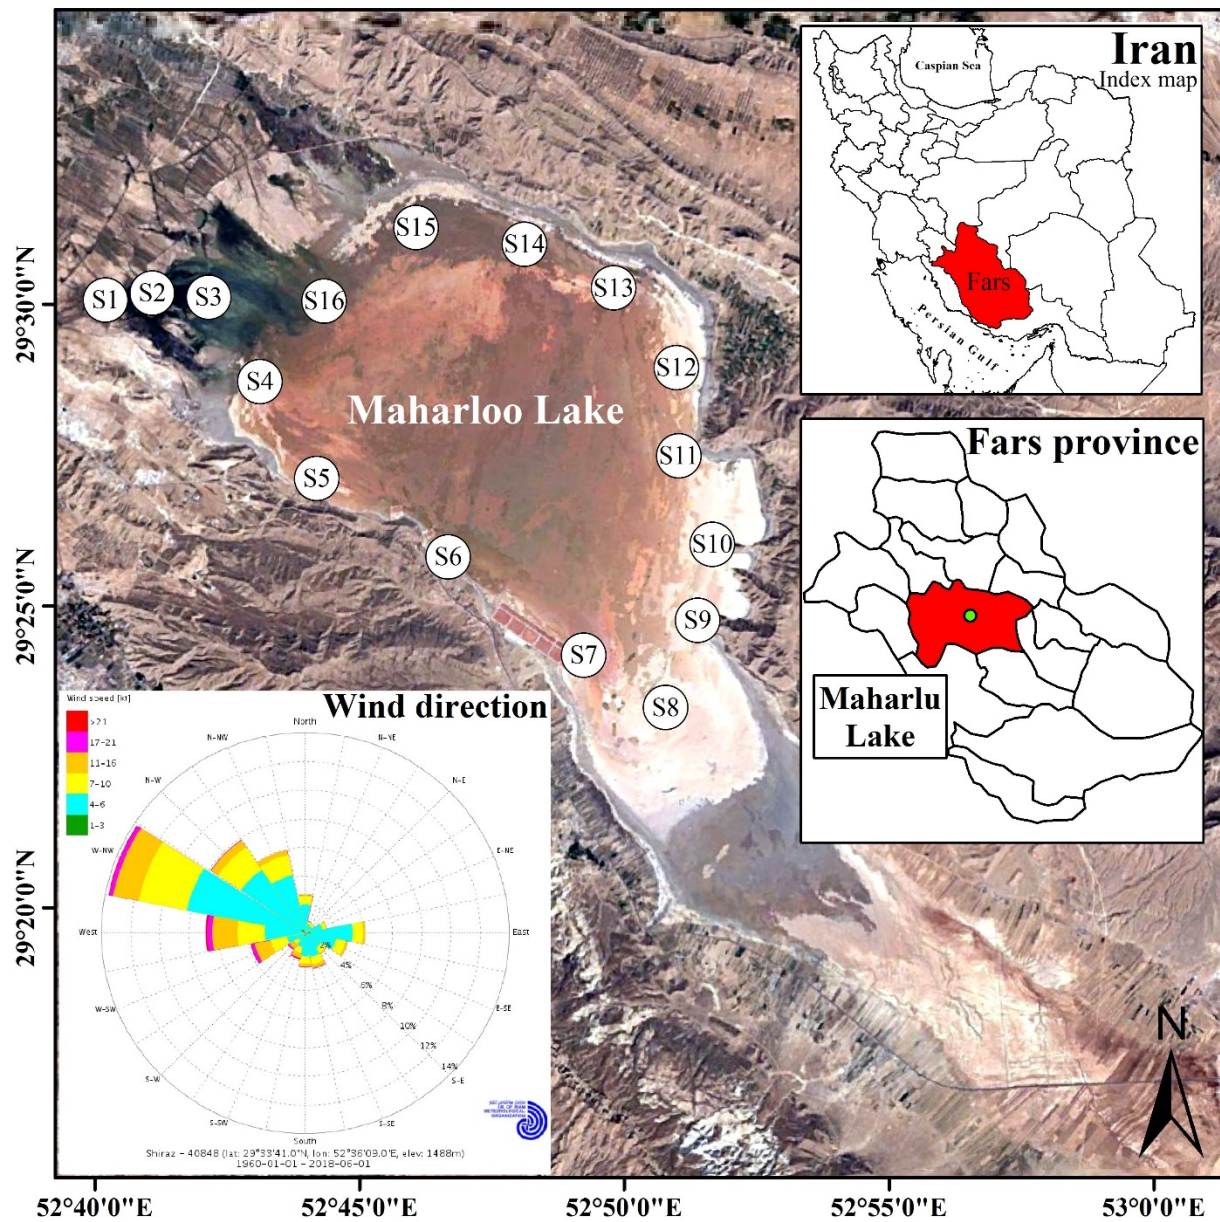 Iran
Index map
Caspian Sea
Fars
Persian Gulf
S15
S14
S13
S1
S2
S3
S16
S12
S4
Maharloo Lake
S11
S5
S10
S6
S9
S7
S8
Fars province
Maharlu
Lake
Wind direction
Wind speed [kt]
>21
17-21
11-16
7-10
4-6
1-3
North
N-NW
N-NE
N-W
N-E
W-NW
E-NE
West
East
2%
4%
6%
8%
10%
12%
14%
W-SW
E-SE
S-W
S-E
S-SW
S-SE
South
METEOROLOGICAL
ORGANIZATION
Shiraz - 40848 (lat: 29°33'41.0"N, lon: 52°36'09.0"E, elev: 1488m)
1960-01-01 - 2018-06-01
N
29°30'0"N
29°25'0"N
29°20'0"N
52°40'0"E
52°45'0"E
52°50'0"E
52°55'0"E
53°0'0"E